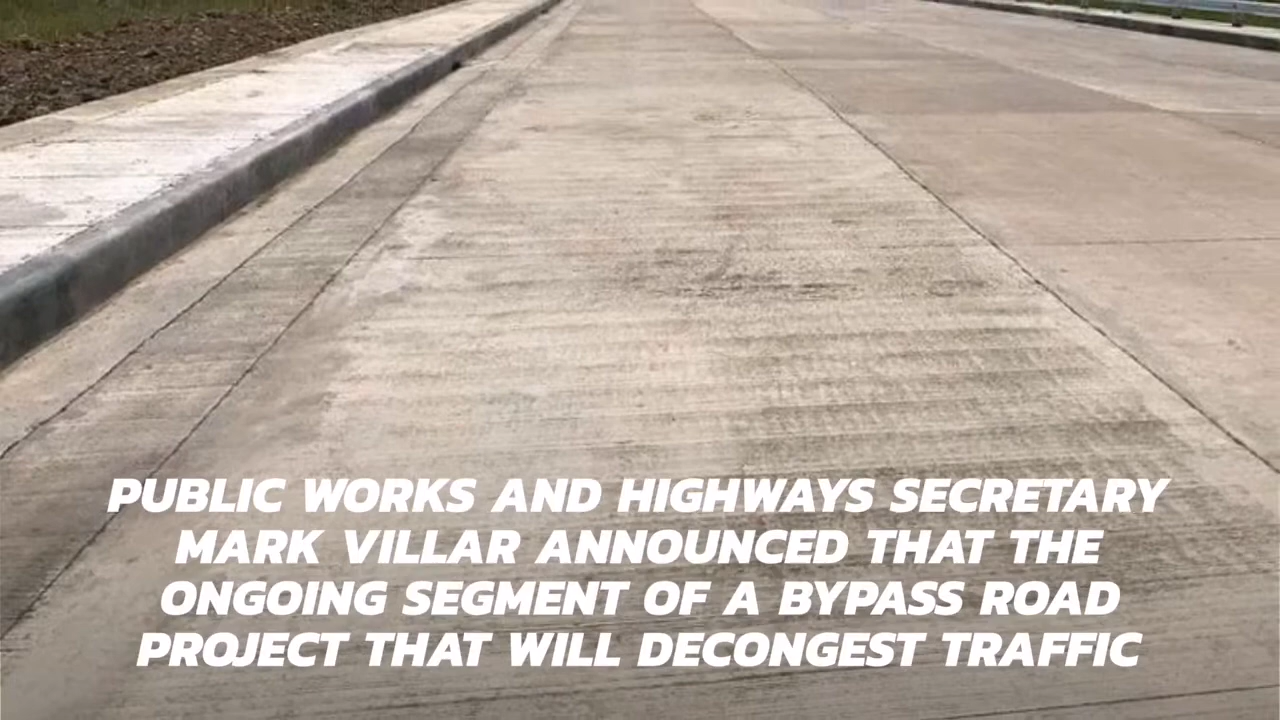 PUBLIC WORKS AND HIGHWAYS SECRETARY
MARK VILLAR ANNOUNCED THAT THE
ONGOING SEGMENT OF A BYPASS ROAD
PROJECT THAT WILL DECONGEST TRAFFIC